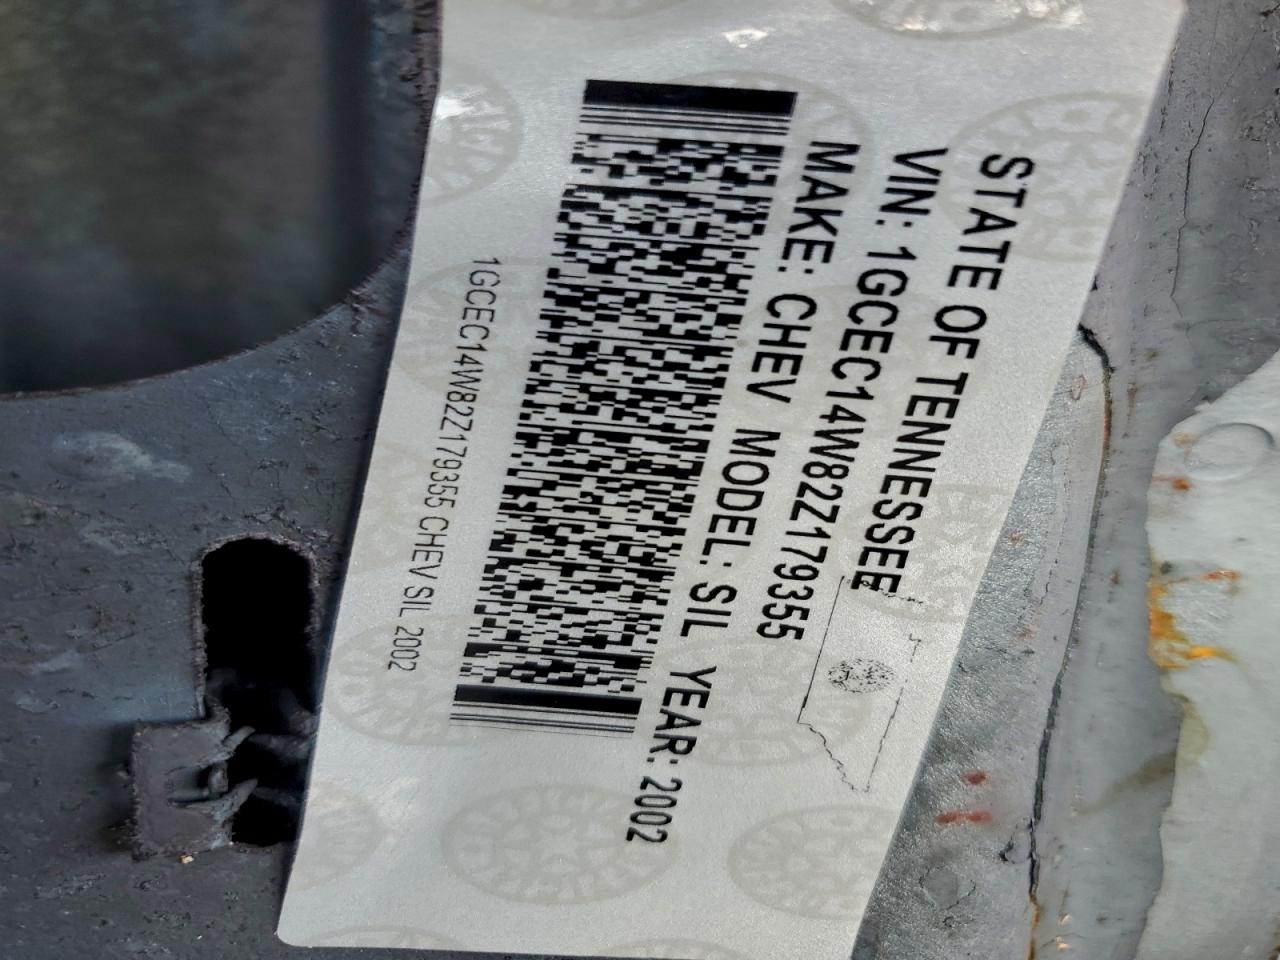 STATE OF TENNESSEE
VIN: 1GCEC14W82Z179355
MAKE: CHEV MODEL: SIL YEAR: 2002
1GCEC14W82Z179355 CHEV SIL 2002